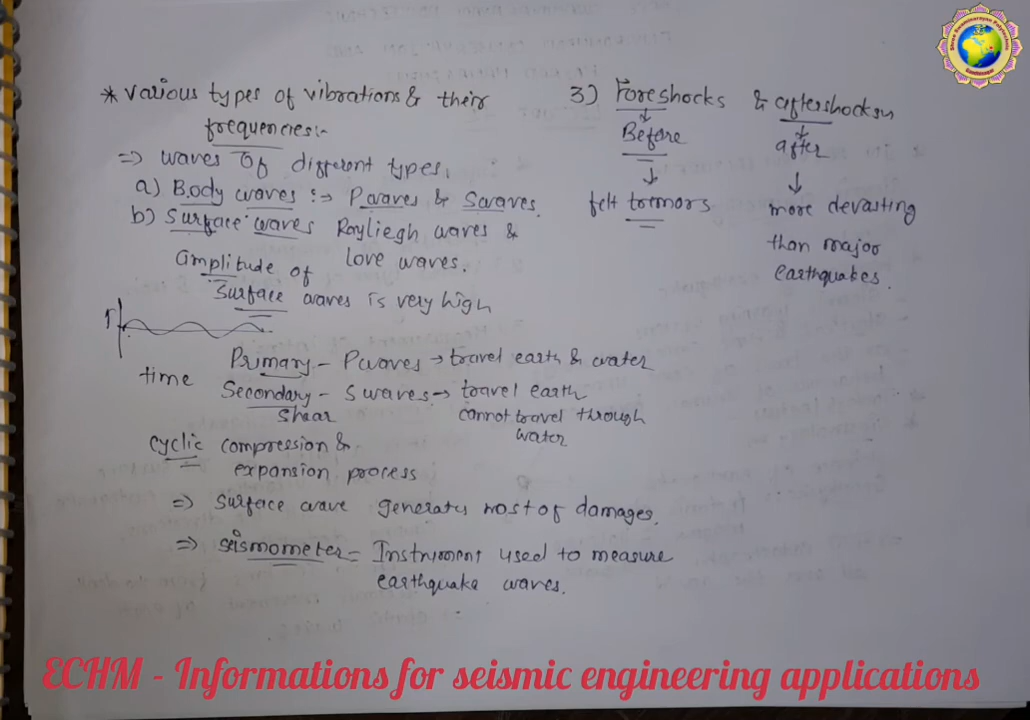 * various types of vibrations & their
frequencies:-
=> waves of different types.
a) Body waves :=> P waves & S waves.
b) Surface waves Rayliegh waves &
love waves.
amplitude of
Surface waves is very high
time
Primary - P waves → travel earth & water
Secondary - S waves → travel earth
Shear
cannot travel through
water
cyclic compression &
expansion process
=> surface wave generates most of damages.
=> seismometer = Instrument used to measure
earthquake waves.
3) Foreshocks & aftershocks
Before
after
felt tremors
more devasting
than major
earthquakes.
ECHM - Informations for seismic engineering applications